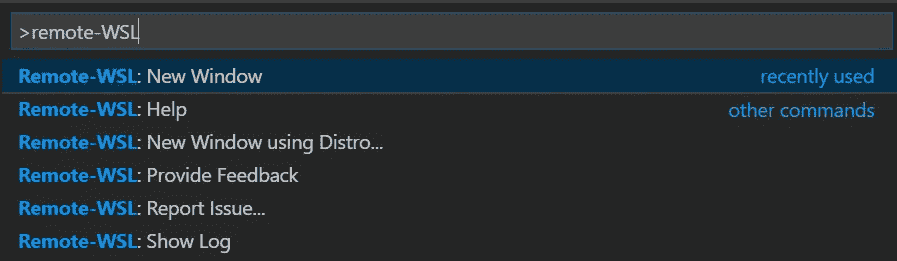 >remote-WSL
Remote-WSL: New Window recently used
Remote-WSL: Help other commands
Remote-WSL: New Window using Distro...
Remote-WSL: Provide Feedback
Remote-WSL: Report Issue...
Remote-WSL: Show Log